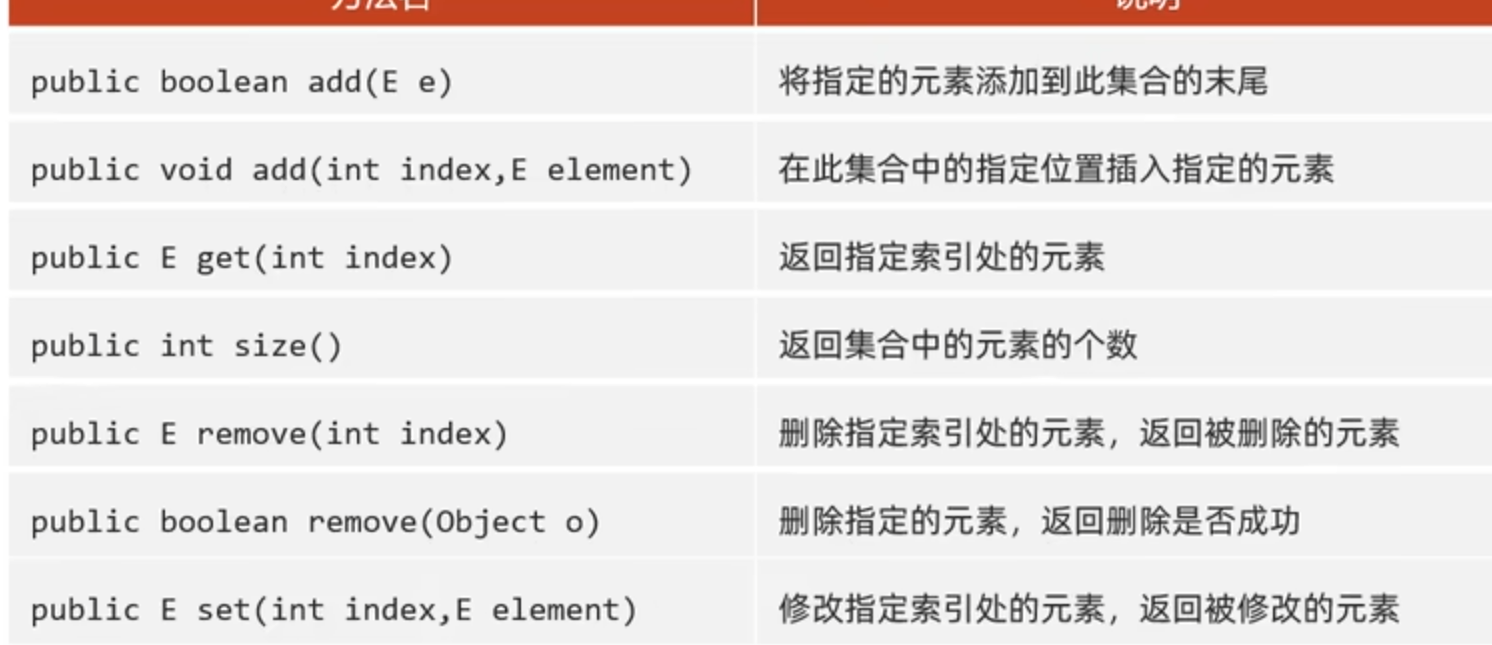 方法名 说明
public boolean add(E e) 将指定的元素添加到此集合的末尾
public void add(int index,E element) 在此集合中的指定位置插入指定的元素
public E get(int index) 返回指定索引处的元素
public int size() 返回集合中的元素的个数
public E remove(int index) 删除指定索引处的元素，返回被删除的元素
public boolean remove(Object o) 删除指定的元素，返回删除是否成功
public E set(int index,E element) 修改指定索引处的元素，返回被修改的元素